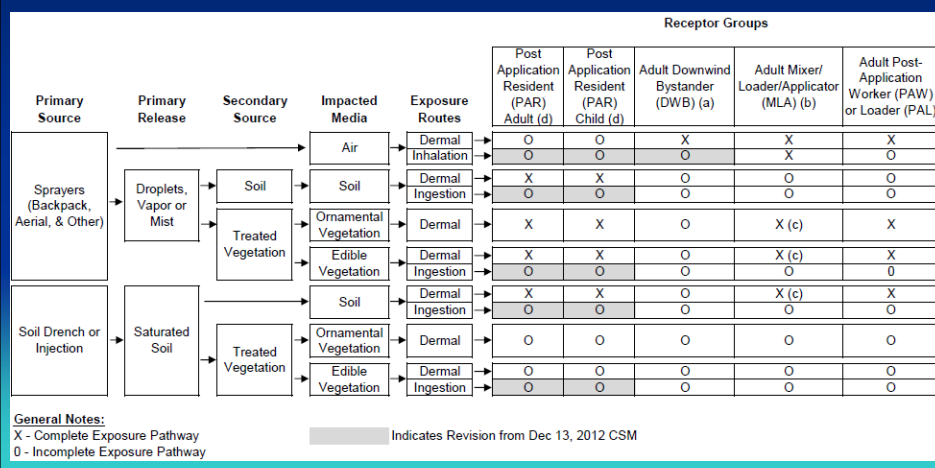 Receptor Groups
Primary Source
Primary Release
Secondary Source
Impacted Media
Exposure Routes
Post Application Resident (PAR) Adult (d)
Post Application Resident (PAR) Child (d)
Adult Downwind Bystander (DWB) (a)
Adult Mixer/ Loader/Applicator (MLA) (b)
Adult Post-Application Worker (PAW) or Loader (PAL)
Sprayers (Backpack, Aerial, & Other)
Droplets, Vapor or Mist
Air
Dermal O O X X X
Inhalation O O O X O
Soil
Soil
Dermal X X O O O
Ingestion O O O O O
Treated Vegetation
Ornamental Vegetation
Dermal X X O X (c) X
Edible Vegetation
Dermal X X O X (c) X
Ingestion O O O O 0
Soil Drench or Injection
Saturated Soil
Soil
Dermal X X O X (c) X
Ingestion O O O O O
Treated Vegetation
Ornamental Vegetation
Dermal O O O O O
Edible Vegetation
Dermal O O O O O
Ingestion O O O O O
General Notes:
X - Complete Exposure Pathway
0 - Incomplete Exposure Pathway
Indicates Revision from Dec 13, 2012 CSM